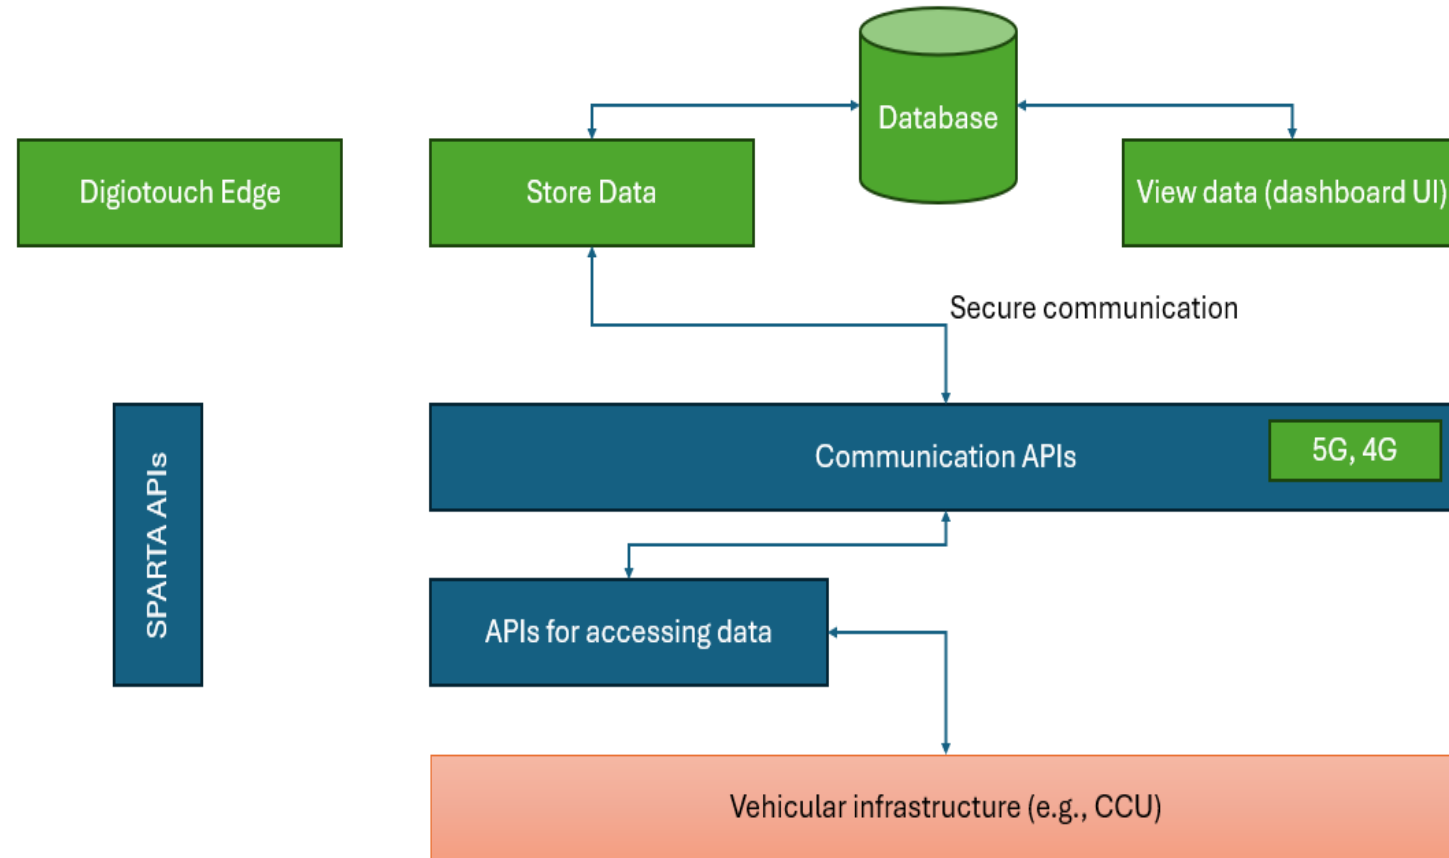 Database
Digiotouch Edge
Store Data
View data (dashboard UI)
Secure communication
Communication APIs
5G, 4G
SPARTA APIs
APIs for accessing data
Vehicular infrastructure (e.g., CCU)